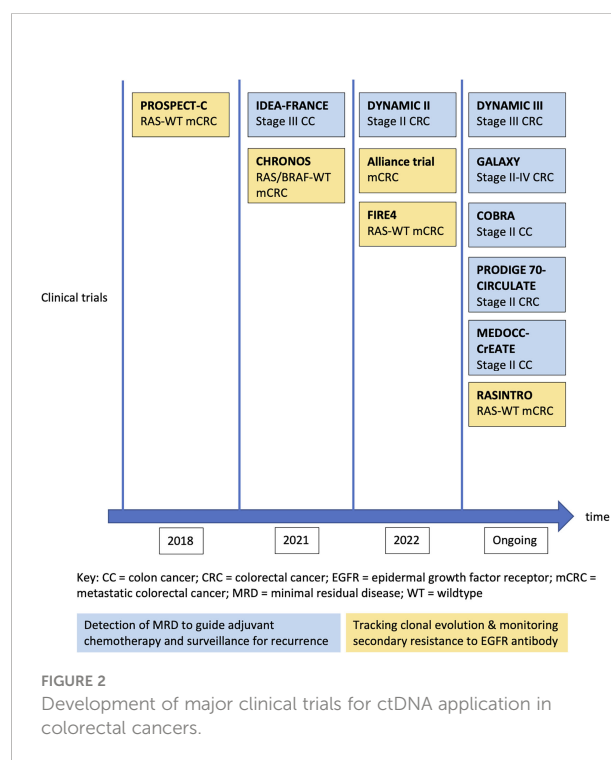 PROSPECT-C
RAS-WT mCRC
IDEA-FRANCE
Stage III CC
CHRONOS
RAS/BRAF-WT
mCRC
DYNAMIC II
Stage II CRC
Alliance trial
mCRC
FIRE4
RAS-WT mCRC
DYNAMIC III
Stage III CRC
GALAXY
Stage II-IV CRC
COBRA
Stage II CC
PRODIGE 70-
CIRCULATE
Stage II CRC
MEDOCC-
CrEATE
Stage II CC
RASINTRO
RAS-WT mCRC
Clinical trials
time
2018
2021
2022
Ongoing
Key: CC = colon cancer; CRC = colorectal cancer; EGFR = epidermal growth factor receptor; mCRC =
metastatic colorectal cancer; MRD = minimal residual disease; WT = wildtype
Detection of MRD to guide adjuvant
chemotherapy and surveillance for recurrence
Tracking clonal evolution & monitoring
secondary resistance to EGFR antibody
FIGURE 2
Development of major clinical trials for ctDNA application in
colorectal cancers.